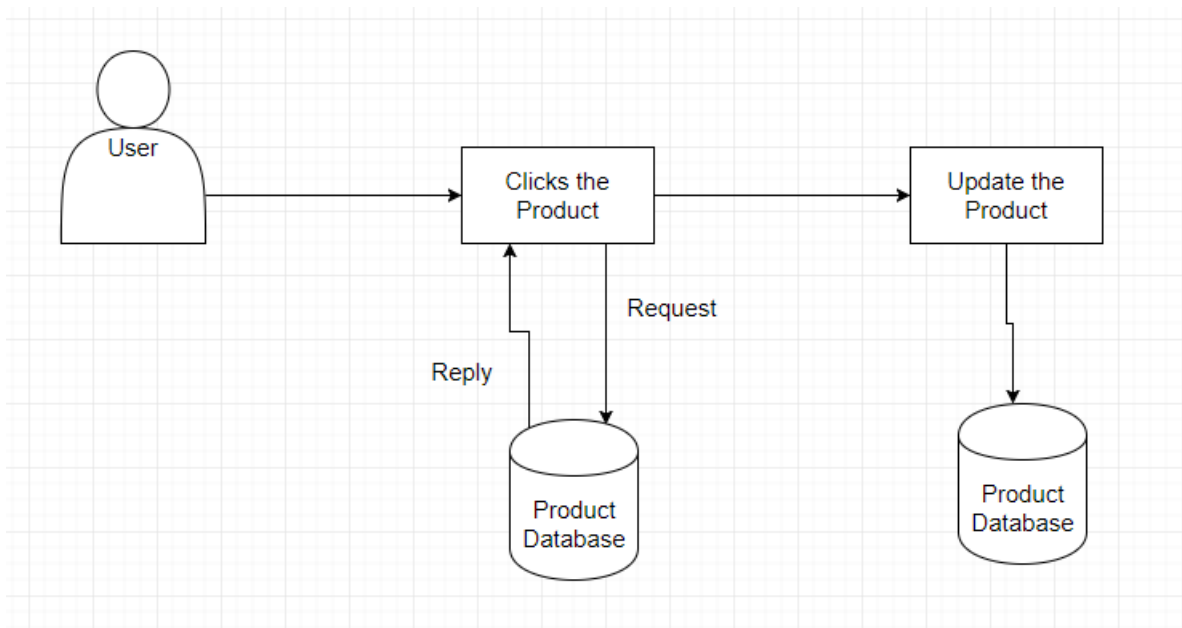 User
Clicks the
Product
Update the
Product
Request
Reply
Product
Database
Product
Database